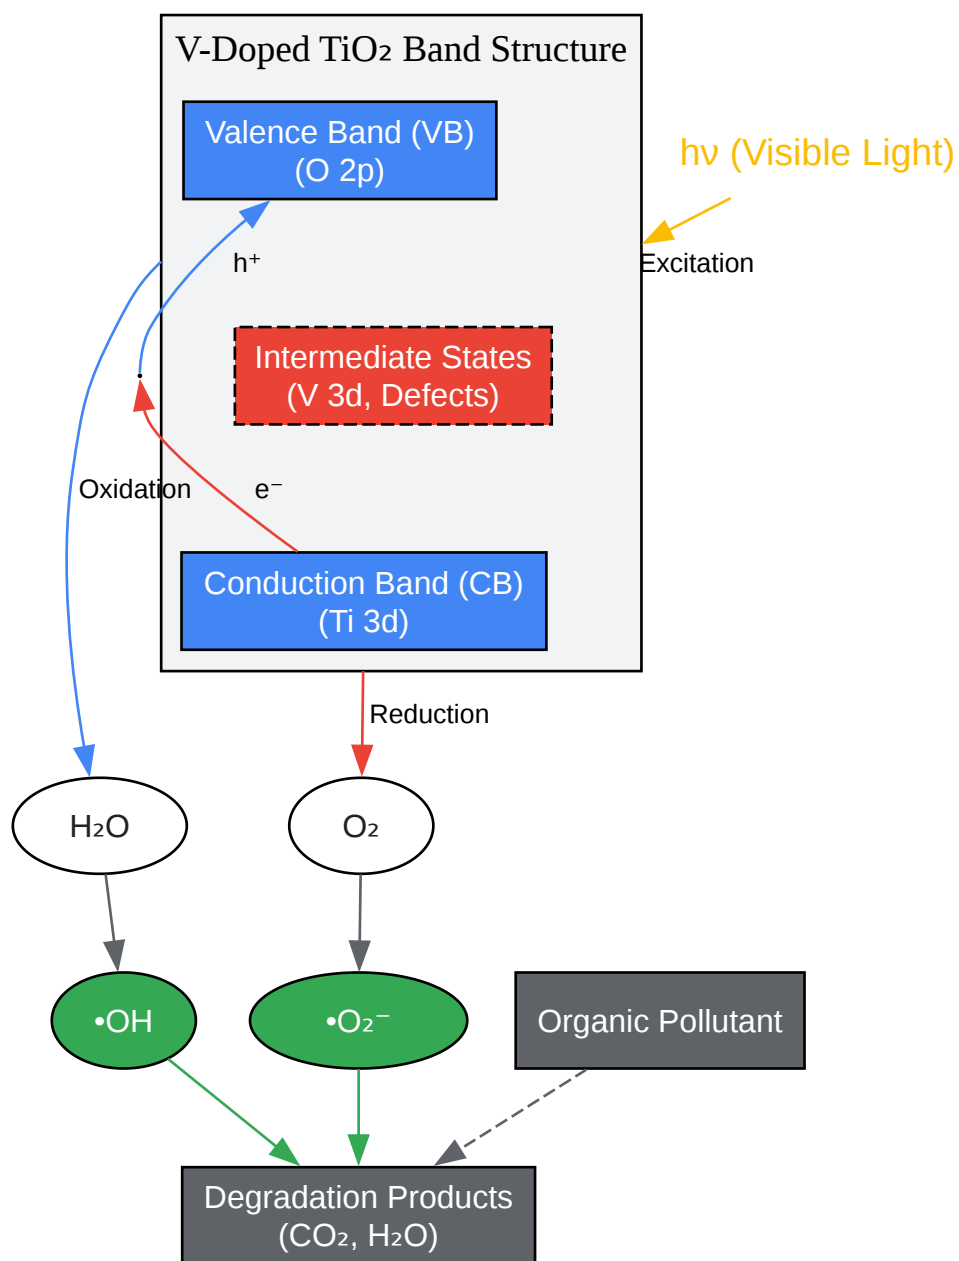 V-Doped TiO₂ Band Structure
Valence Band (VB)
(O 2p)
hν (Visible Light)
h⁺
Excitation
Intermediate States
(V 3d, Defects)
Oxidation
e⁻
Conduction Band (CB)
(Ti 3d)
Reduction
H₂O
O₂
•OH
•O₂⁻
Organic Pollutant
Degradation Products
(CO₂, H₂O)